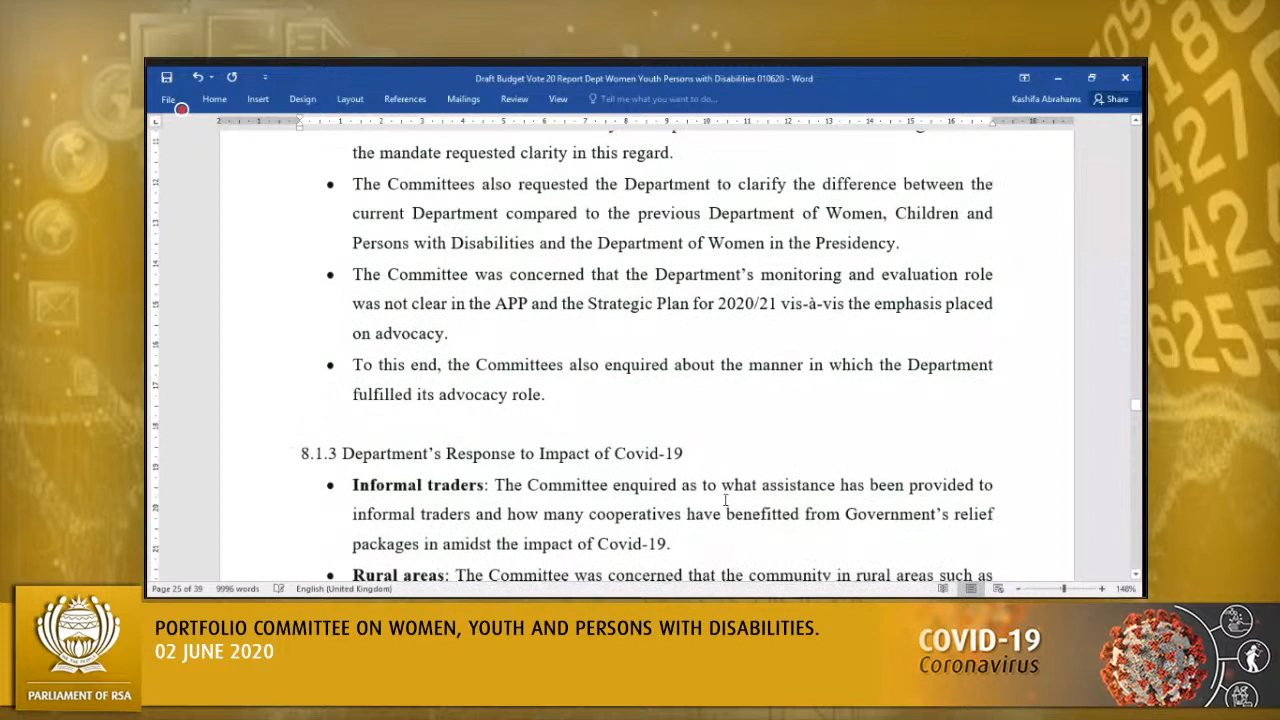 Draft Budget Vote 20 Report Dept Women Youth Persons with Disabilities 010620 - Word
File Home Insert Design Layout References Mailings Review View Tell me what you want to do... Kashifa Abrahams Share
the mandate requested clarity in this regard.
• The Committees also requested the Department to clarify the difference between the
current Department compared to the previous Department of Women, Children and
Persons with Disabilities and the Department of Women in the Presidency.
• The Committee was concerned that the Department's monitoring and evaluation role
was not clear in the APP and the Strategic Plan for 2020/21 vis-à-vis the emphasis placed
on advocacy.
• To this end, the Committees also enquired about the manner in which the Department
fulfilled its advocacy role.
8.1.3 Department's Response to Impact of Covid-19
• Informal traders: The Committee enquired as to what assistance has been provided to
informal traders and how many cooperatives have benefitted from Government's relief
packages in amidst the impact of Covid-19.
• Rural areas: The Committee was concerned that the community in rural areas such as
Page 25 of 39 9996 words English (United Kingdom) 148%
PORTFOLIO COMMITTEE ON WOMEN, YOUTH AND PERSONS WITH DISABILITIES.
02 JUNE 2020
PARLIAMENT OF RSA
COVID-19
Coronavirus